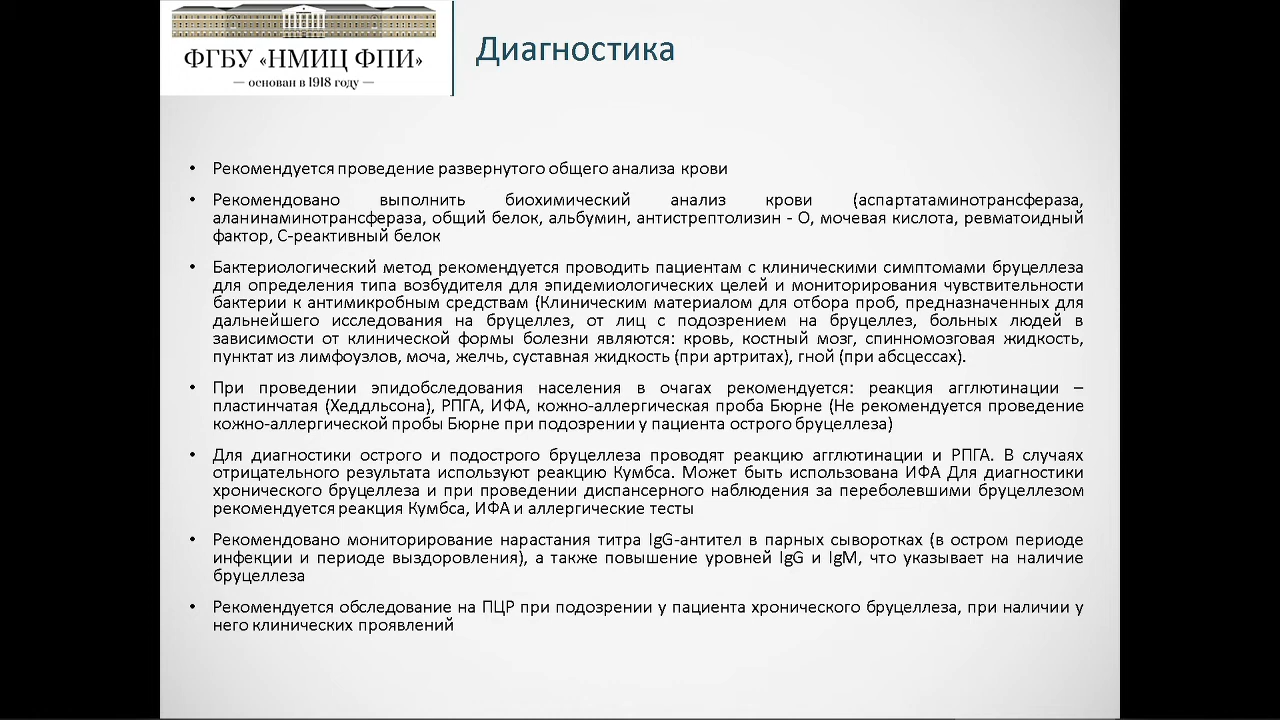 ФГБУ «НМИЦ ФПИ»
— основан в 1918 году —
Диагностика
• Рекомендуется проведение развернутого общего анализа крови
• Рекомендовано выполнить биохимический анализ крови (аспартатаминотрансфераза,
аланинаминотрансфераза, общий белок, альбумин, антистрептолизин - О, мочевая кислота, ревматоидный
фактор, С-реактивный белок
• Бактериологический метод рекомендуется проводить пациентам с клиническими симптомами бруцеллеза
для определения типа возбудителя для эпидемиологических целей и мониторирования чувствительности
бактерии к антимикробным средствам (Клиническим материалом для отбора проб, предназначенных для
дальнейшего исследования на бруцеллез, от лиц с подозрением на бруцеллез, больных людей в
зависимости от клинической формы болезни являются: кровь, костный мозг, спинномозговая жидкость,
пунктат из лимфоузлов, моча, желчь, суставная жидкость (при артритах), гной (при абсцессах).
• При проведении эпидобследования населения в очагах рекомендуется: реакция агглютинации –
пластинчатая (Хеддльсона), РПГА, ИФА, кожно-аллергическая проба Бюрне (Не рекомендуется проведение
кожно-аллергической пробы Бюрне при подозрении у пациента острого бруцеллеза)
• Для диагностики острого и подострого бруцеллеза проводят реакцию агглютинации и РПГА. В случаях
отрицательного результата используют реакцию Кумбса. Может быть использована ИФА Для диагностики
хронического бруцеллеза и при проведении диспансерного наблюдения за переболевшими бруцеллезом
рекомендуется реакция Кумбса, ИФА и аллергические тесты
• Рекомендовано мониторирование нарастания титра IgG-антител в парных сыворотках (в остром периоде
инфекции и периоде выздоровления), а также повышение уровней IgG и IgM, что указывает на наличие
бруцеллеза
• Рекомендуется обследование на ПЦР при подозрении у пациента хронического бруцеллеза, при наличии у
него клинических проявлений